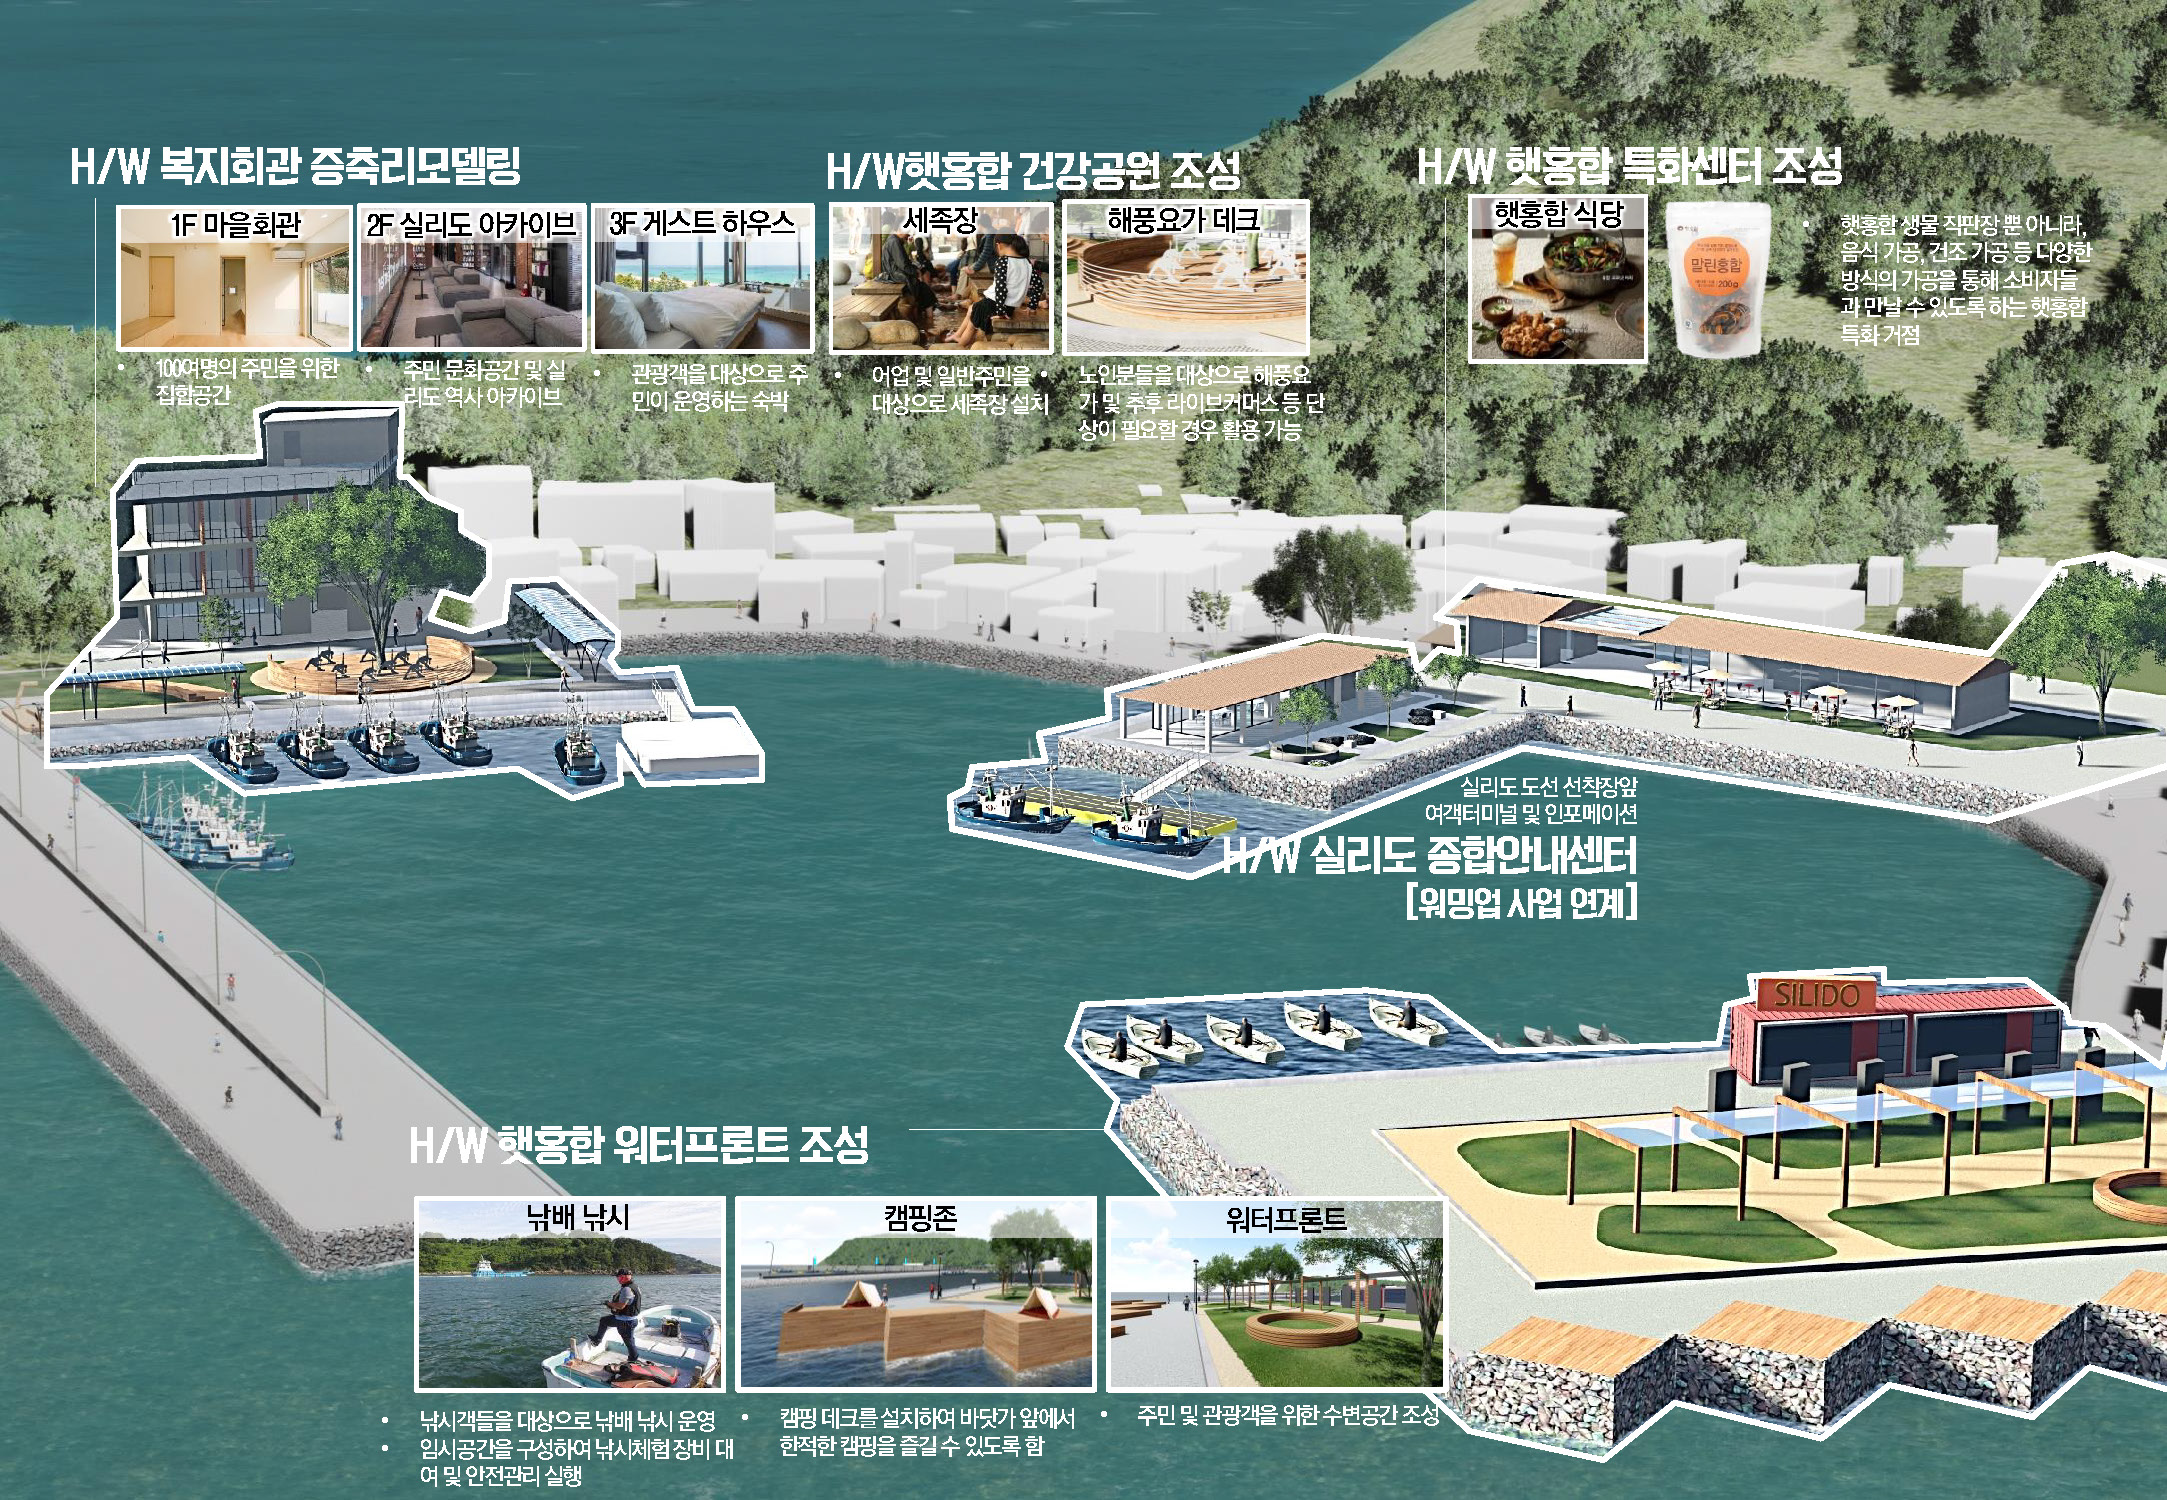 H/W 복지회관 증축리모델링
1F 마을회관
100여명의 주민을 위한
집합공간
2F 실리도 아카이브
주민 문화공간 및 실
리도 역사 아카이브
3F 게스트 하우스
관광객을 대상으로 주
민이 운영하는 숙박
H/W햇홍합 건강공원 조성
세족장
어업 및 일반주민을
대상으로 세족장 설치
해풍요가 데크
노인분들을 대상으로 해풍요
가 및 추후 라이브커머스 등 단
상이 필요할 경우 활용 가능
H/W 햇홍합 특화센터 조성
햇홍합 식당
말린홍합
200g
햇홍합 생물 직판장 뿐 아니라,
음식 가공, 건조 가공 등 다양한
방식의 가공을 통해 소비자들
과 만날 수 있도록 하는 햇홍합
특화 거점
실리도 도선 선착장앞
여객터미널 및 인포메이션
H/W 실리도 종합안내센터
[워밍업 사업 연계]
SILIDO
H/W 햇홍합 워터프론트 조성
낚배 낚시
낚시객들을 대상으로 낚배 낚시 운영
임시공간을 구성하여 낚시체험 장비 대
여 및 안전관리 실행
캠핑존
캠핑 데크를 설치하여 바닷가 앞에서
한적한 캠핑을 즐길 수 있도록 함
워터프론트
주민 및 관광객을 위한 수변공간 조성